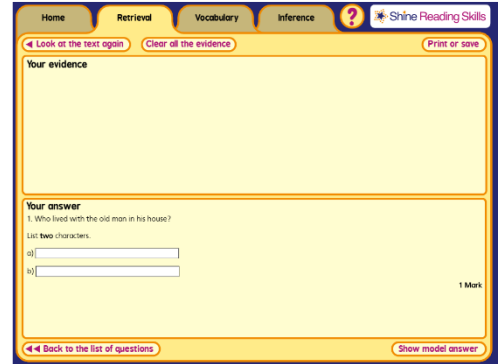 Home Retrieval Vocabulary Inference ? Shine Reading Skills
Look at the text again Clear all the evidence Print or save
Your evidence
Your answer
1. Who lived with the old man in his house?
List two characters.
a)
b)
1 Mark
Back to the list of questions Show model answer